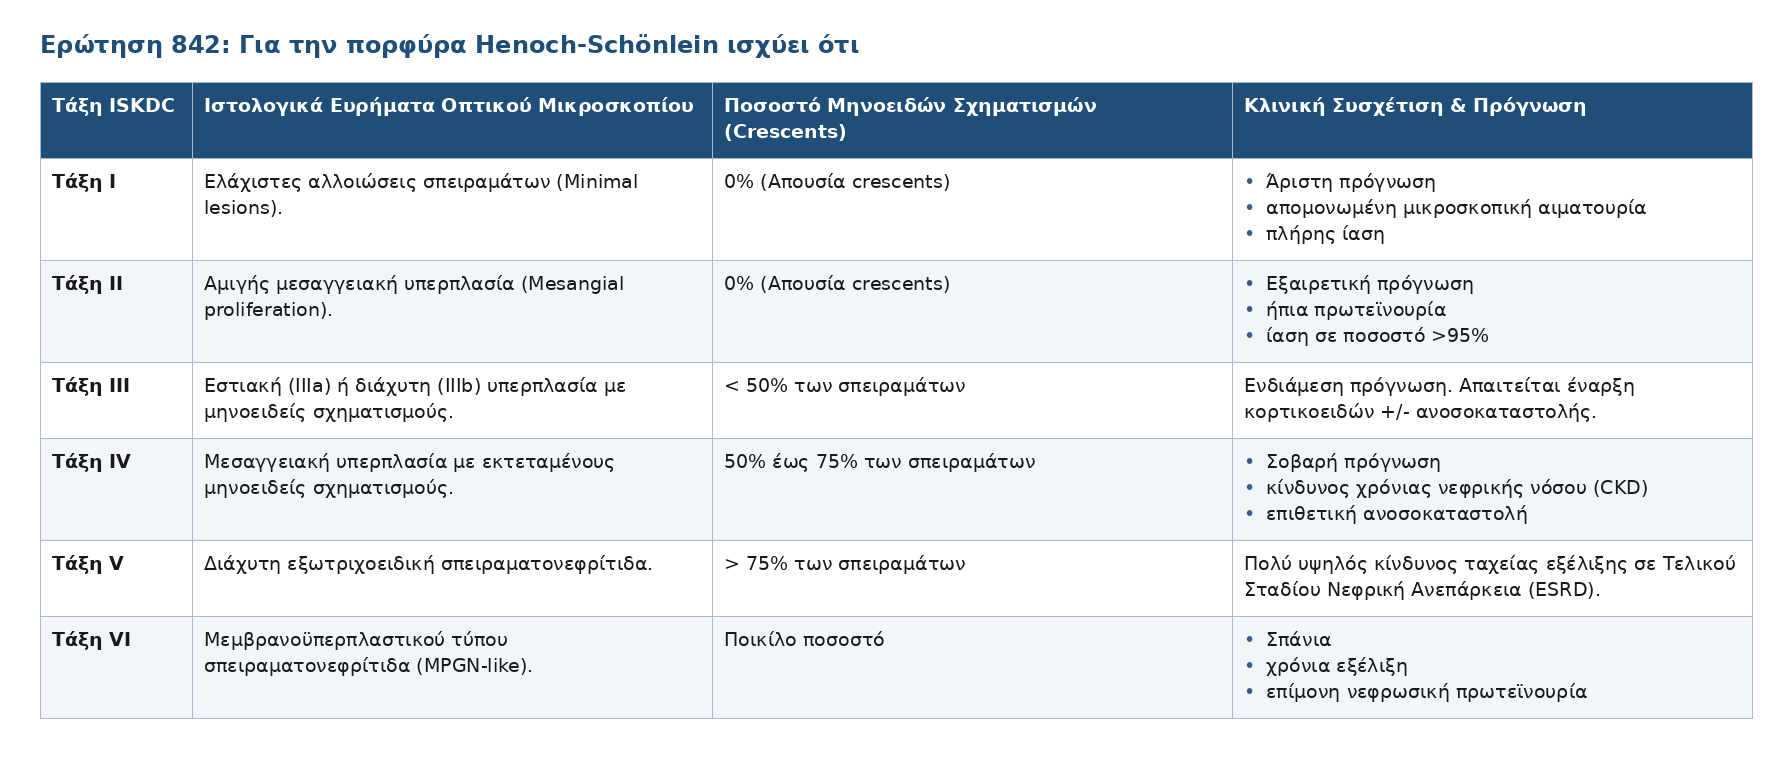 Ερώτηση 842: Για την πορφύρα Henoch-Schönlein ισχύει ότι
Τάξη ISKDC
Ιστολογικά Ευρήματα Οπτικού Μικροσκοπίου
Ποσοστό Μηνοειδών Σχηματισμών
(Crescents)
Κλινική Συσχέτιση & Πρόγνωση
Τάξη I
Ελάχιστες αλλοιώσεις σπειραμάτων (Minimal
lesions).
0% (Απουσία crescents)
• Άριστη πρόγνωση
• απομονωμένη μικροσκοπική αιματουρία
• πλήρης ίαση
Τάξη II
Αμιγής μεσαγγειακή υπερπλασία (Mesangial
proliferation).
0% (Απουσία crescents)
• Εξαιρετική πρόγνωση
• ήπια πρωτεϊνουρία
• ίαση σε ποσοστό >95%
Τάξη III
Εστιακή (IIIa) ή διάχυτη (IIIb) υπερπλασία με
μηνοειδείς σχηματισμούς.
< 50% των σπειραμάτων
Ενδιάμεση πρόγνωση. Απαιτείται έναρξη
κορτικοειδών +/- ανοσοκαταστολής.
Τάξη IV
Μεσαγγειακή υπερπλασία με εκτεταμένους
μηνοειδείς σχηματισμούς.
50% έως 75% των σπειραμάτων
• Σοβαρή πρόγνωση
• κίνδυνος χρόνιας νεφρικής νόσου (CKD)
• επιθετική ανοσοκαταστολή
Τάξη V
Διάχυτη εξωτριχοειδική σπειραματονεφρίτιδα.
> 75% των σπειραμάτων
Πολύ υψηλός κίνδυνος ταχείας εξέλιξης σε Τελικού
Σταδίου Νεφρική Ανεπάρκεια (ESRD).
Τάξη VI
Μεμβρανοϋπερπλαστικού τύπου
σπειραματονεφρίτιδα (MPGN-like).
Ποικίλο ποσοστό
• Σπάνια
• χρόνια εξέλιξη
• επίμονη νεφρωσική πρωτεϊνουρία